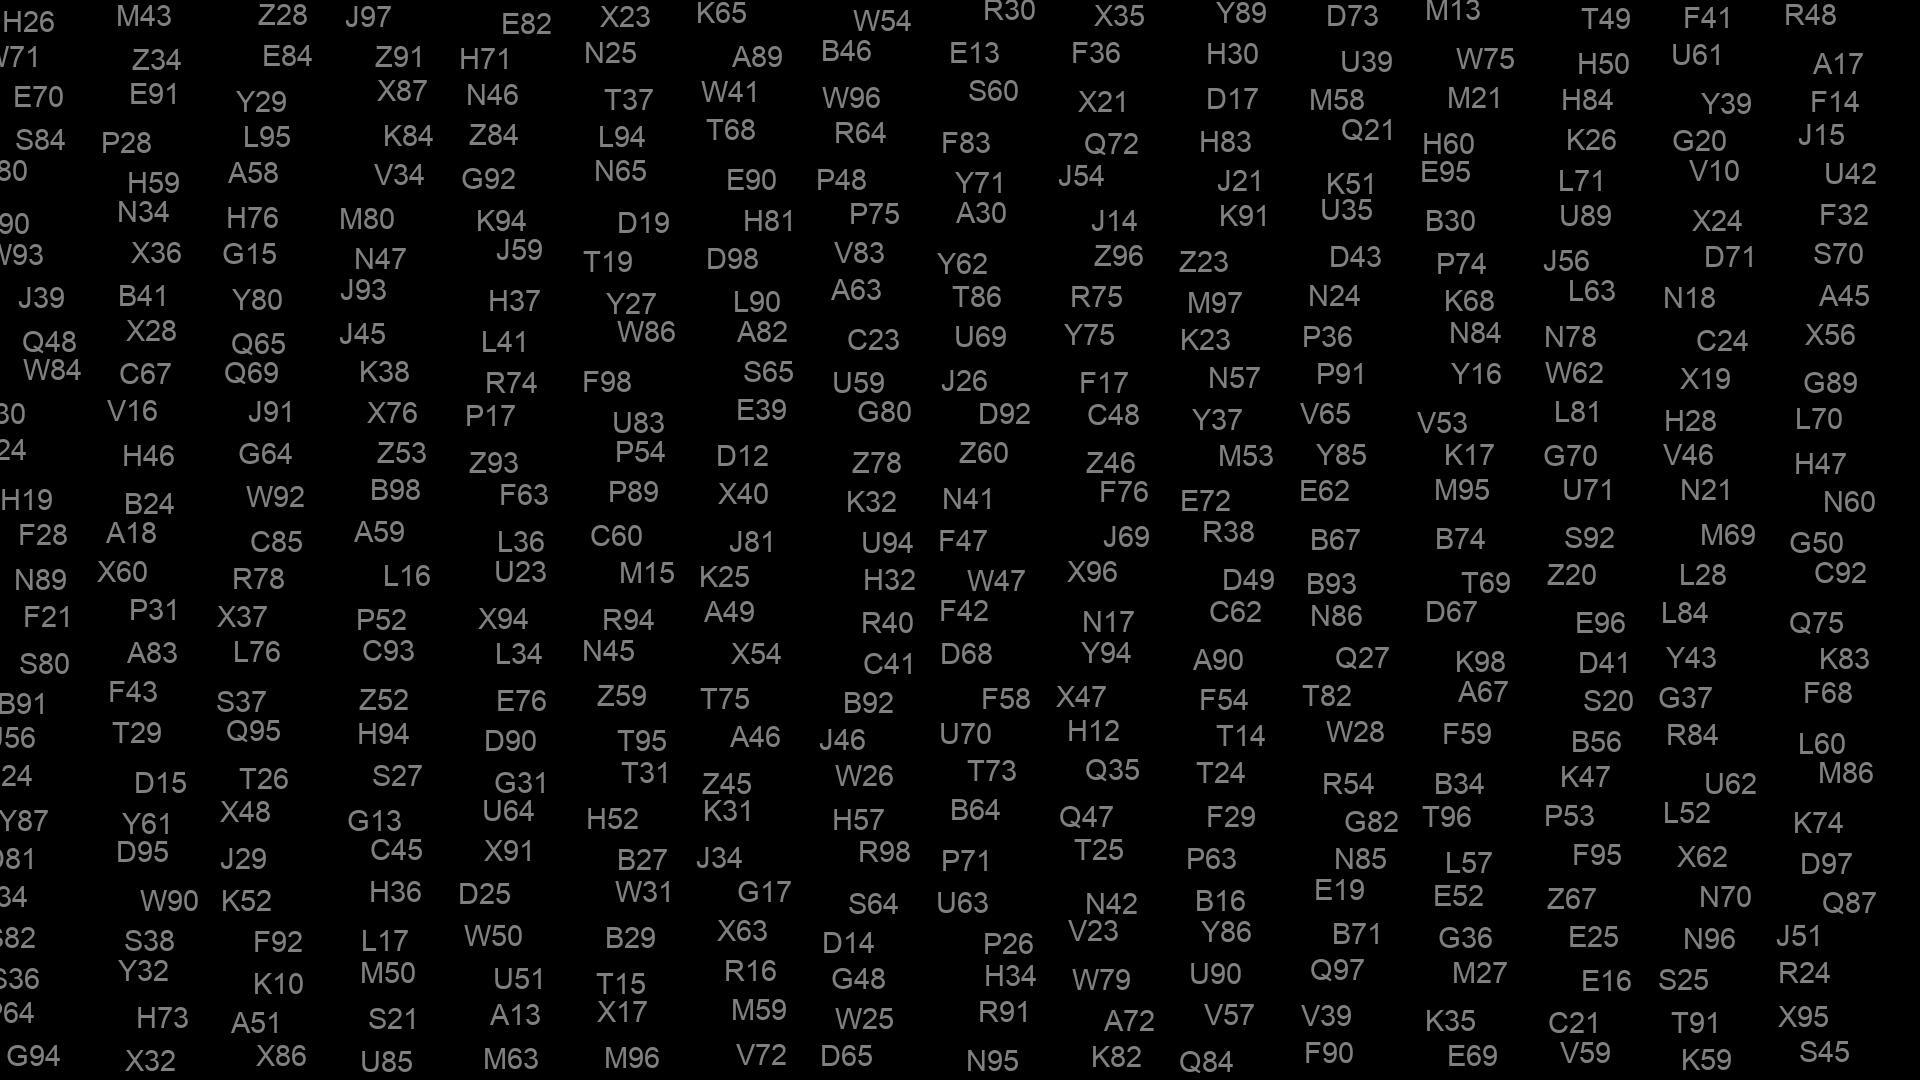 H26 M43 Z28 J97 E82 X23 K65 W54 R30 X35 Y89 D73 M13 T49 F41 R48
W71 Z34 E84 Z91 H71 N25 A89 B46 E13 F36 H30 U39 W75 H50 U61 A17
E70 E91 Y29 X87 N46 T37 W41 W96 S60 X21 D17 M58 M21 H84 Y39 F14
S84 P28 L95 K84 Z84 L94 T68 R64 F83 Q72 H83 Q21 H60 K26 G20 J15
80 H59 A58 V34 G92 N65 E90 P48 Y71 J54 J21 K51 E95 L71 V10 U42
90 N34 H76 M80 K94 D19 H81 P75 A30 J14 K91 U35 B30 U89 X24 F32
W93 X36 G15 N47 J59 T19 D98 V83 Y62 Z96 Z23 D43 P74 J56 D71 S70
J39 B41 Y80 J93 H37 Y27 L90 A63 T86 R75 M97 N24 K68 L63 N18 A45
Q48 X28 Q65 J45 L41 W86 A82 C23 U69 Y75 K23 P36 N84 N78 C24 X56
W84 C67 Q69 K38 R74 F98 S65 U59 J26 F17 N57 P91 Y16 W62 X19 G89
30 V16 J91 X76 P17 U83 E39 G80 D92 C48 Y37 V65 V53 L81 H28 L70
24 H46 G64 Z53 Z93 P54 D12 Z78 Z60 Z46 M53 Y85 K17 G70 V46 H47
H19 B24 W92 B98 F63 P89 X40 K32 N41 F76 E72 E62 M95 U71 N21 N60
F28 A18 C85 A59 L36 C60 J81 U94 F47 J69 R38 B67 B74 S92 M69 G50
N89 X60 R78 L16 U23 M15 K25 H32 W47 X96 D49 B93 T69 Z20 L28 C92
F21 P31 X37 P52 X94 R94 A49 R40 F42 N17 C62 N86 D67 E96 L84 Q75
S80 A83 L76 C93 L34 N45 X54 C41 D68 Y94 A90 Q27 K98 D41 Y43 K83
B91 F43 S37 Z52 E76 Z59 T75 B92 F58 X47 F54 T82 A67 S20 G37 F68
56 T29 Q95 H94 D90 T95 A46 J46 U70 H12 T14 W28 F59 B56 R84 L60
24 D15 T26 S27 G31 T31 Z45 W26 T73 Q35 T24 R54 B34 K47 U62 M86
Y87 Y61 X48 G13 U64 H52 K31 H57 B64 Q47 F29 G82 T96 P53 L52 K74
81 D95 J29 C45 X91 B27 J34 R98 P71 T25 P63 N85 L57 F95 X62 D97
34 W90 K52 H36 D25 W31 G17 S64 U63 N42 B16 E19 E52 Z67 N70 Q87
S82 S38 F92 L17 W50 B29 X63 D14 P26 V23 Y86 B71 G36 E25 N96 J51
S36 Y32 K10 M50 U51 T15 R16 G48 H34 W79 U90 Q97 M27 E16 S25 R24
64 H73 A51 S21 A13 X17 M59 W25 R91 A72 V57 V39 K35 C21 T91 X95
G94 X32 X86 U85 M63 M96 V72 D65 N95 K82 Q84 F90 E69 V59 K59 S45